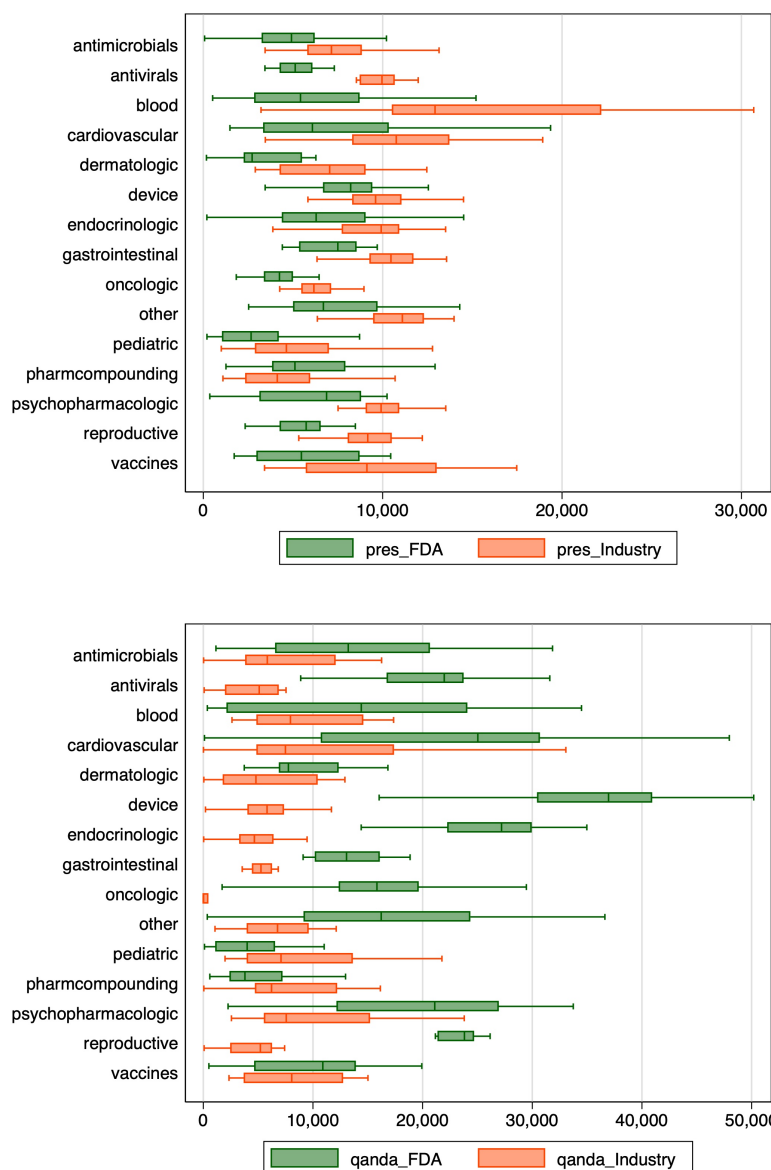 antimicrobials
antivirals
blood
cardiovascular
dermatologic
device
endocrinologic
gastrointestinal
oncologic
other
pediatric
pharmcompounding
psychopharmacologic
reproductive
vaccines
0 10,000 20,000 30,000
pres_FDA pres_Industry
antimicrobials
antivirals
blood
cardiovascular
dermatologic
device
endocrinologic
gastrointestinal
oncologic
other
pediatric
pharmcompounding
psychopharmacologic
reproductive
vaccines
0 10,000 20,000 30,000 40,000 50,000
qanda_FDA qanda_Industry